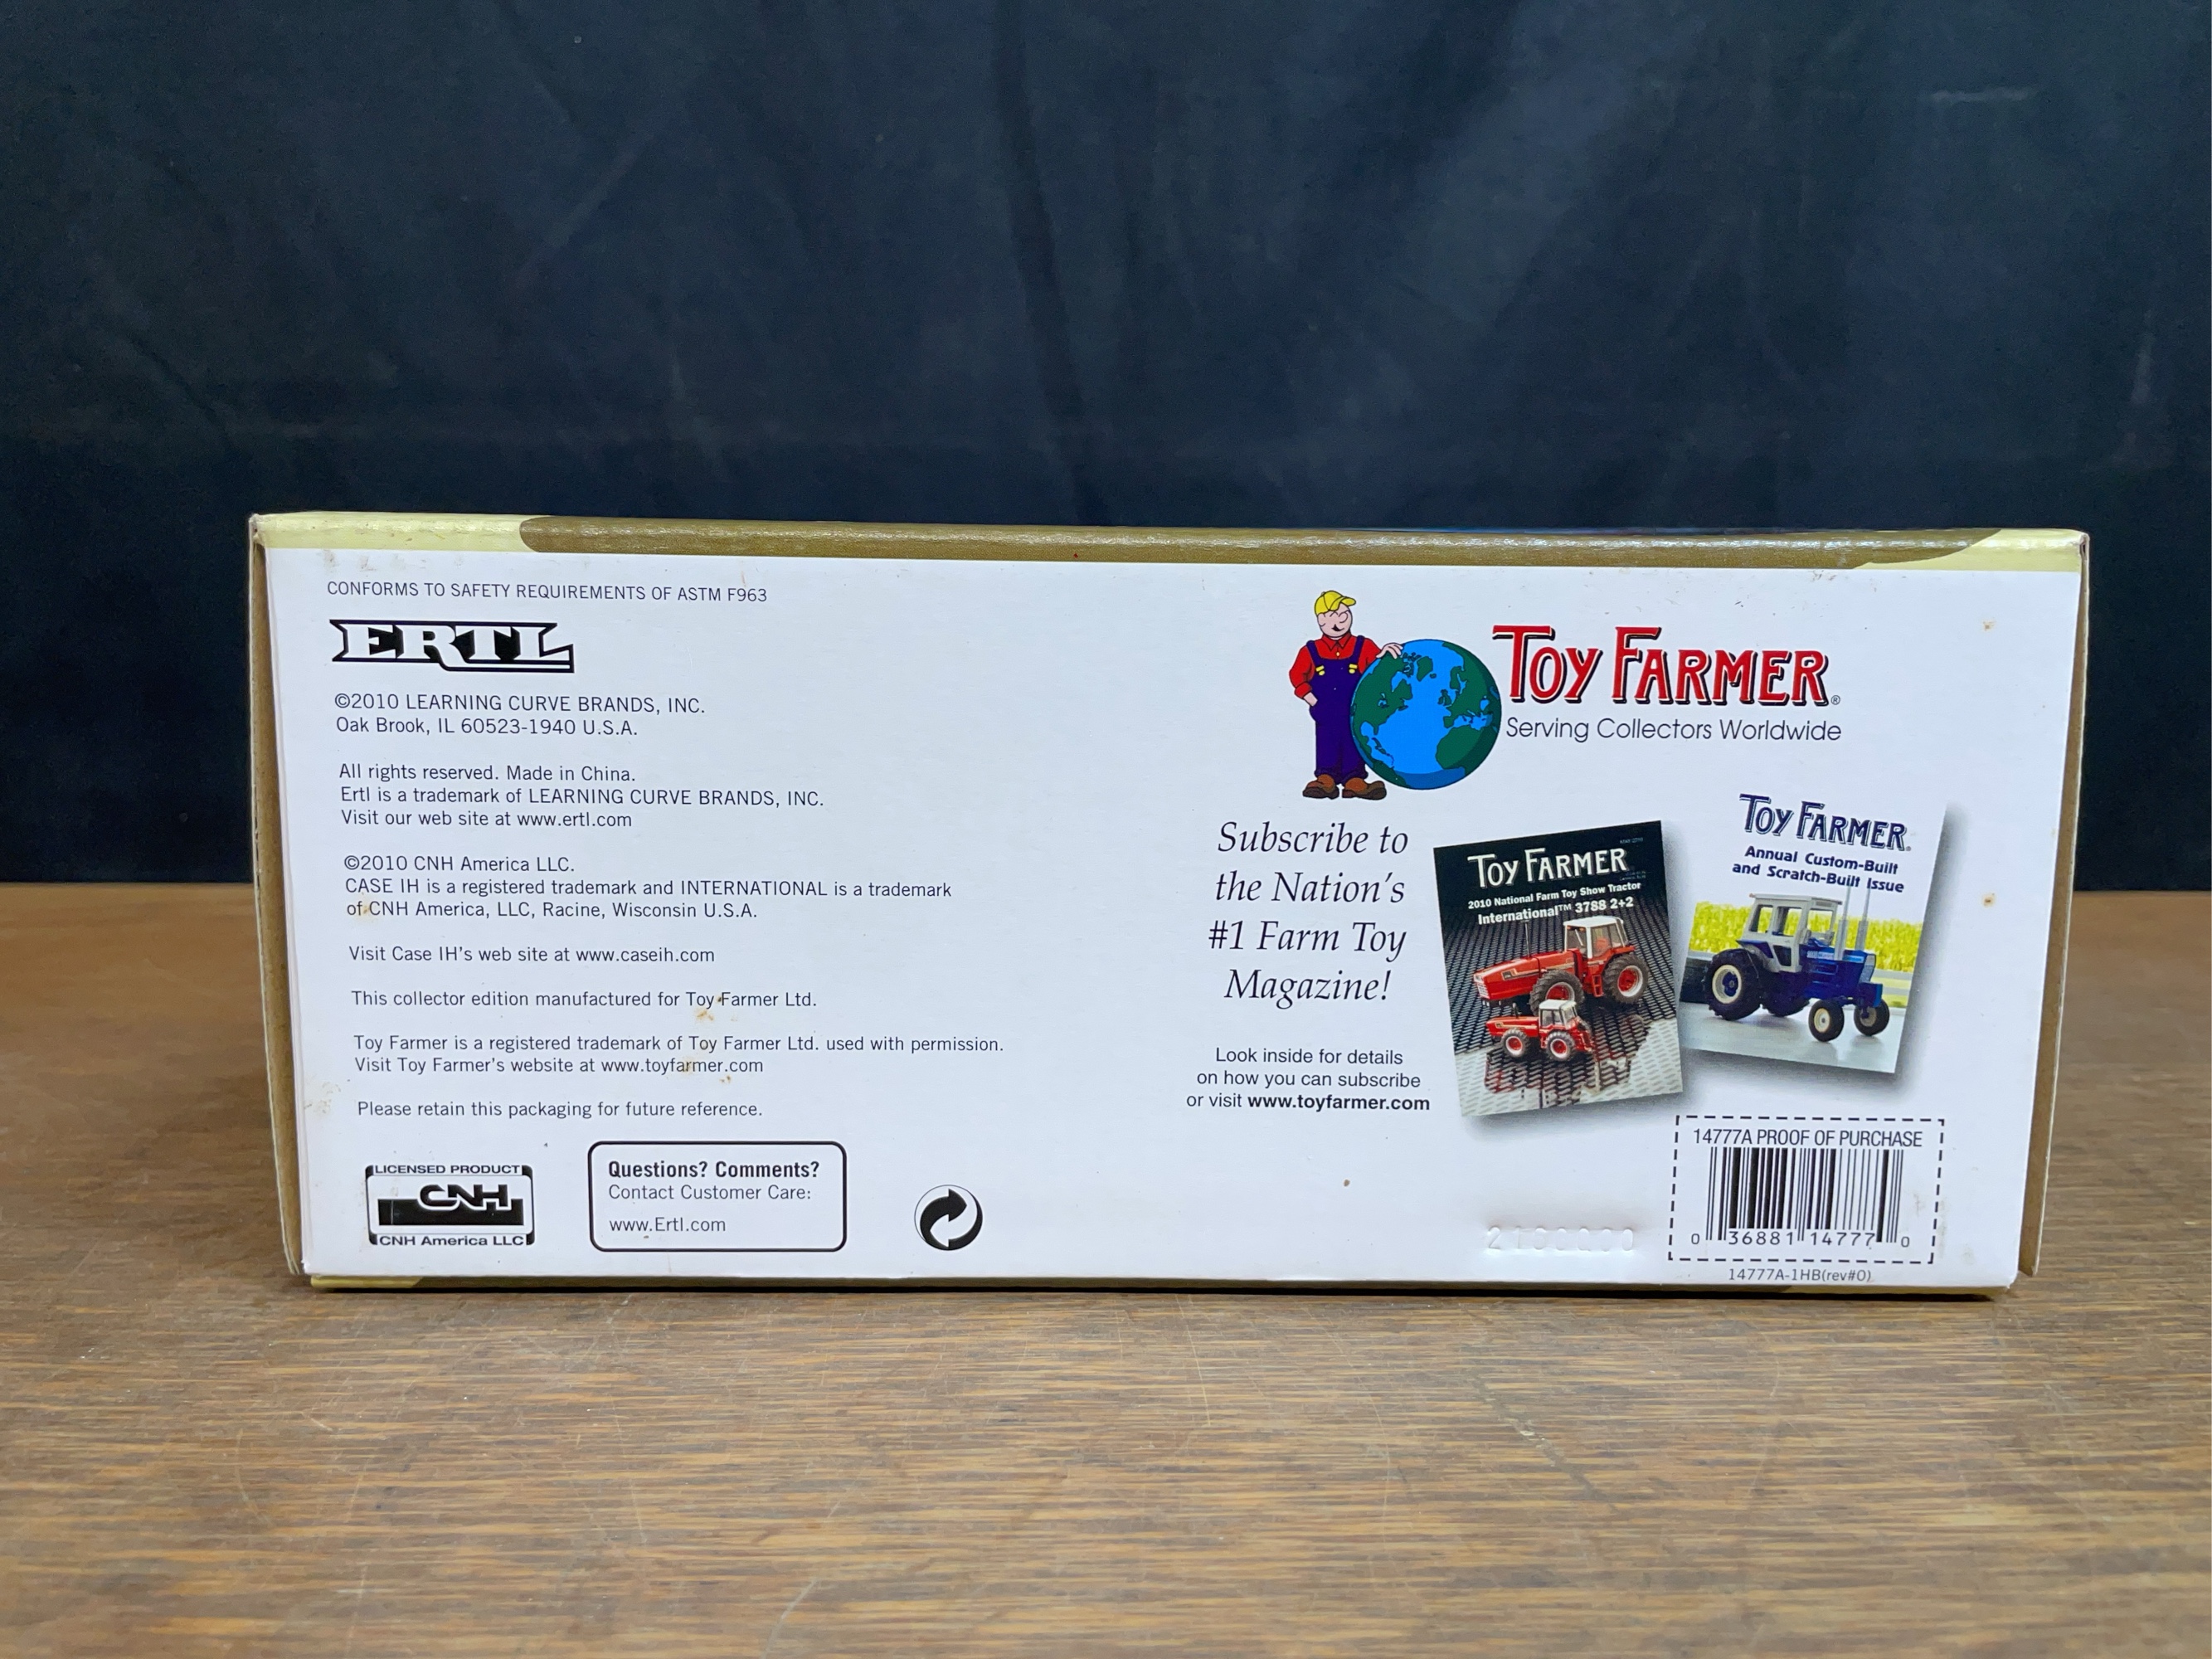 CONFORMS TO SAFETY REQUIREMENTS OF ASTM F963
ERTL
©2010 LEARNING CURVE BRANDS, INC.
Oak Brook, IL 60523-1940 U.S.A.
All rights reserved. Made in China.
Ertl is a trademark of LEARNING CURVE BRANDS, INC.
Visit our web site at www.ertl.com
©2010 CNH America LLC.
CASE IH is a registered trademark and INTERNATIONAL is a trademark
of CNH America, LLC, Racine, Wisconsin U.S.A.
Visit Case IH's web site at www.caseih.com
This collector edition manufactured for Toy Farmer Ltd.
Toy Farmer is a registered trademark of Toy Farmer Ltd. used with permission.
Visit Toy Farmer's website at www.toyfarmer.com
Please retain this packaging for future reference.
LICENSED PRODUCT
CNH
CNH America LLC
Questions? Comments?
Contact Customer Care:
www.Ertl.com
TOY FARMER®
Serving Collectors Worldwide
Subscribe to
the Nation's
#1 Farm Toy
Magazine!
Look inside for details
on how you can subscribe
or visit www.toyfarmer.com
TOY FARMER
2010 National Farm Toy Show Tractor
International™ 3788 2+2
TOY FARMER®
Annual Custom-Built
and Scratch-Built Issue
14777A PROOF OF PURCHASE
0 36881 14777 0
14777A-1HB(rev#0)